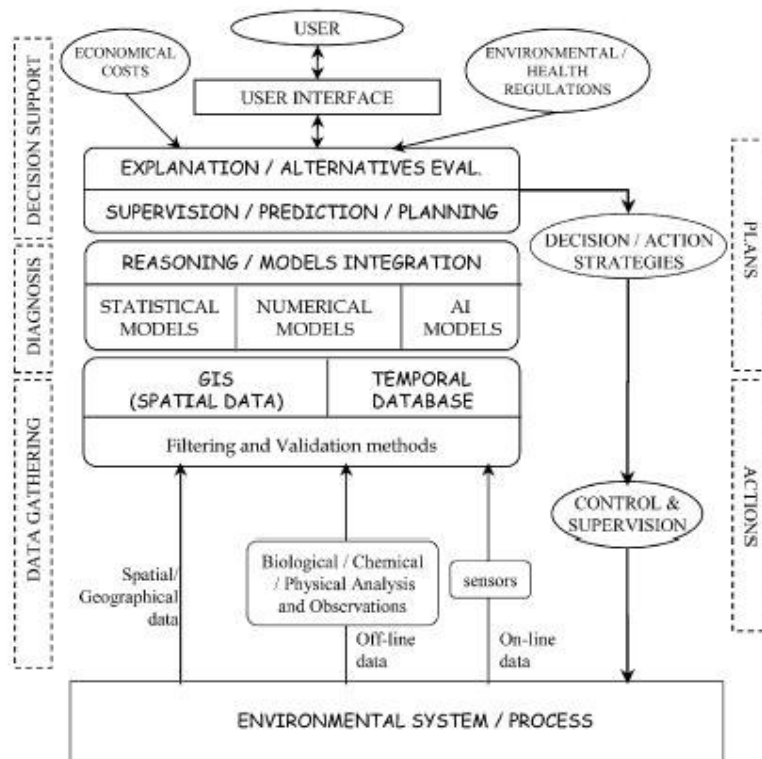 USER
ECONOMICAL
COSTS
ENVIRONMENTAL /
HEALTH
REGULATIONS
USER INTERFACE
DECISION SUPPORT
EXPLANATION / ALTERNATIVES EVAL.
SUPERVISION / PREDICTION / PLANNING
DECISION / ACTION
STRATEGIES
PLANS
DIAGNOSIS
REASONING / MODELS INTEGRATION
STATISTICAL
MODELS
NUMERICAL
MODELS
AI
MODELS
DATA GATHERING
GIS
(SPATIAL DATA)
TEMPORAL
DATABASE
Filtering and Validation methods
CONTROL &
SUPERVISION
ACTIONS
Spatial/
Geographical
data
Biological / Chemical
/ Physical Analysis
and Observations
sensors
Off-line
data
On-line
data
ENVIRONMENTAL SYSTEM / PROCESS